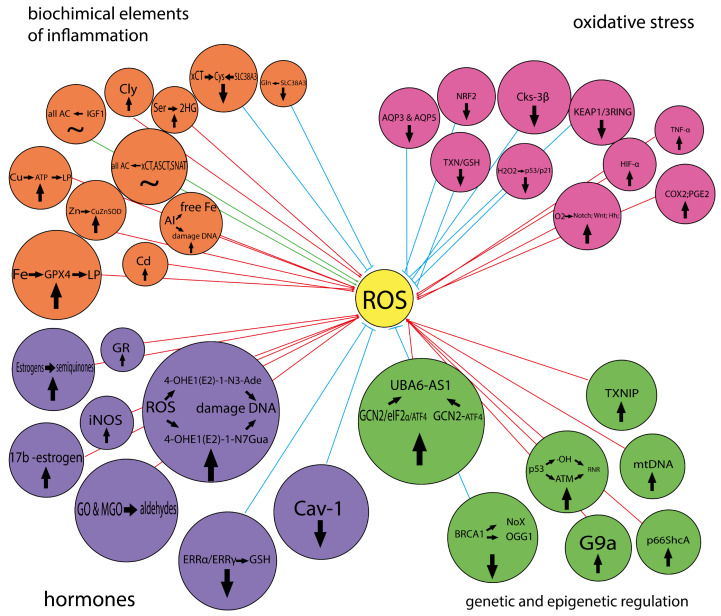 biochimical elements
of inflammation
oxidative stress
xCT Cys SLC38A3
Gln SLC38A3
Cly
Ser 2HG
all AC IGF1
all AC xCT,ASCT,SNAT
Cu ATP LP
Zn CuZnSOD
free Fe
AI
damage DNA
Fe GPX4 LP
Cd
AQP3 & AQP5
NRF2
Cks-3β
KEAP1/3RING
TNF-α
TXN/GSH
H2O2 p53/p21
HIF-α
COX2;PGE2
O2 Notch; Wnt; Hh;
ROS
Estrogens semiquinones
GR
iNOS
17b -estrogen
4-OHE1(E2)-1-N3-Ade
ROS damage DNA
4-OHE1(E2)-1-N7Gua
GO & MGO aldehydes
ERRα/ERRγ GSH
Cav-1
UBA6-AS1
GCN2/eIF2α/ATF4 GCN2-ATF4
TXNIP
·OH
p53 RNR
ATM
mtDNA
BRCA1 NoX
OGG1
G9a
p66ShcA
hormones
genetic and epigenetic regulation